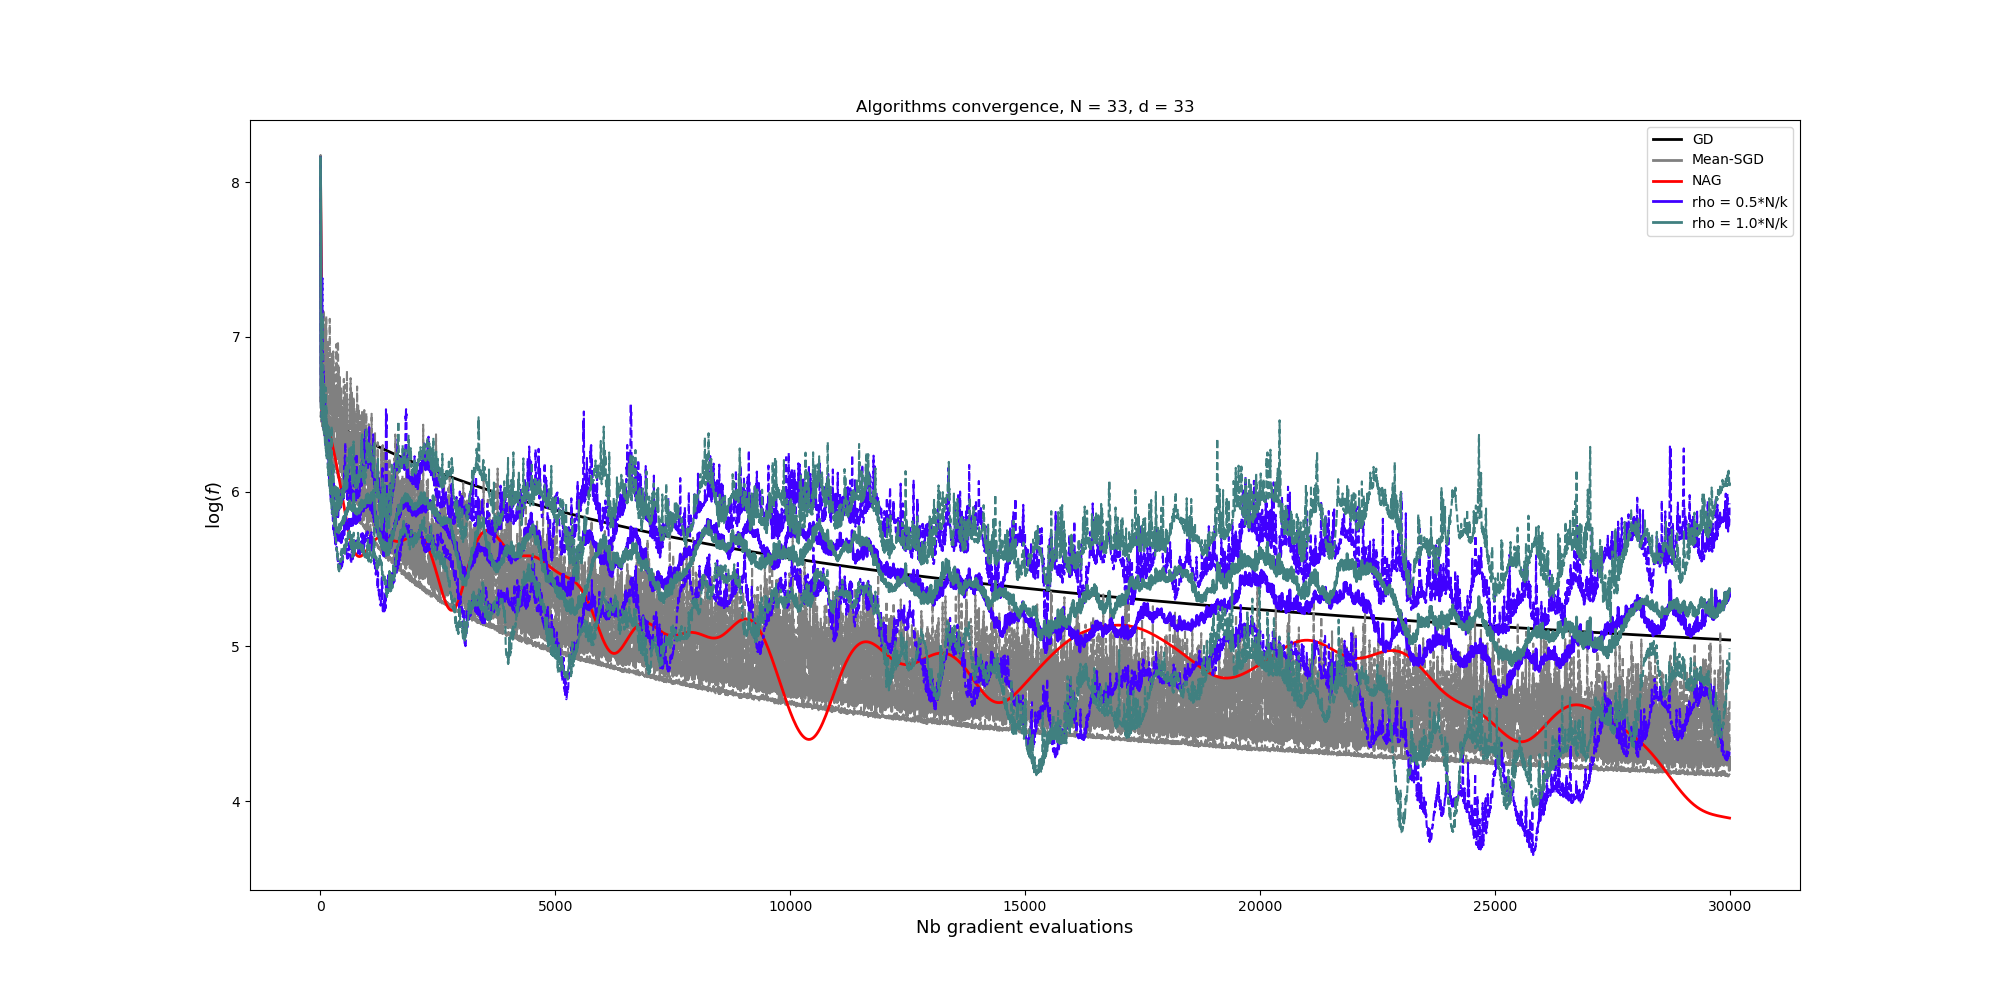 Algorithms convergence, N = 33, d = 33
GD
Mean-SGD
NAG
rho = 0.5*N/k
rho = 1.0*N/k
log(f)
8
7
6
5
4
0
5000
10000
15000
20000
25000
30000
Nb gradient evaluations